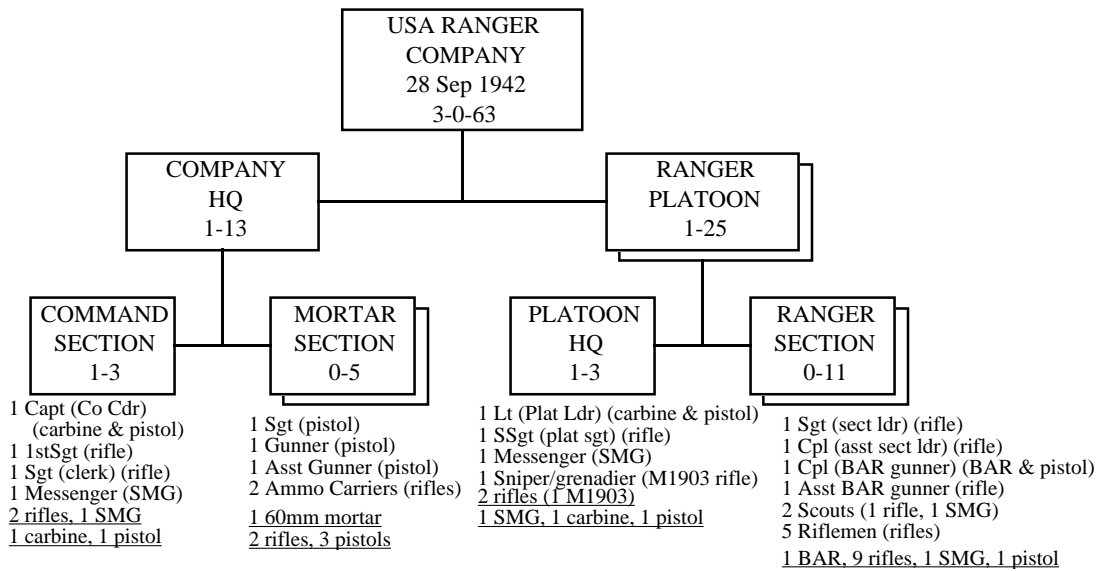 USA RANGER
COMPANY
28 Sep 1942
3-0-63
COMPANY
HQ
1-13
RANGER
PLATOON
1-25
COMMAND
SECTION
1-3
MORTAR
SECTION
0-5
PLATOON
HQ
1-3
RANGER
SECTION
0-11
1 Capt (Co Cdr)
(carbine & pistol)
1 1stSgt (rifle)
1 Sgt (clerk) (rifle)
1 Messenger (SMG)
2 rifles, 1 SMG
1 carbine, 1 pistol
1 Sgt (pistol)
1 Gunner (pistol)
1 Asst Gunner (pistol)
2 Ammo Carriers (rifles)
1 60mm mortar
2 rifles, 3 pistols
1 Lt (Plat Ldr) (carbine & pistol)
1 SSgt (plat sgt) (rifle)
1 Messenger (SMG)
1 Sniper/grenadier (M1903 rifle)
2 rifles (1 M1903)
1 SMG, 1 carbine, 1 pistol
1 Sgt (sect ldr) (rifle)
1 Cpl (asst sect ldr) (rifle)
1 Cpl (BAR gunner) (BAR & pistol)
1 Asst BAR gunner (rifle)
2 Scouts (1 rifle, 1 SMG)
5 Riflemen (rifles)
1 BAR, 9 rifles, 1 SMG, 1 pistol